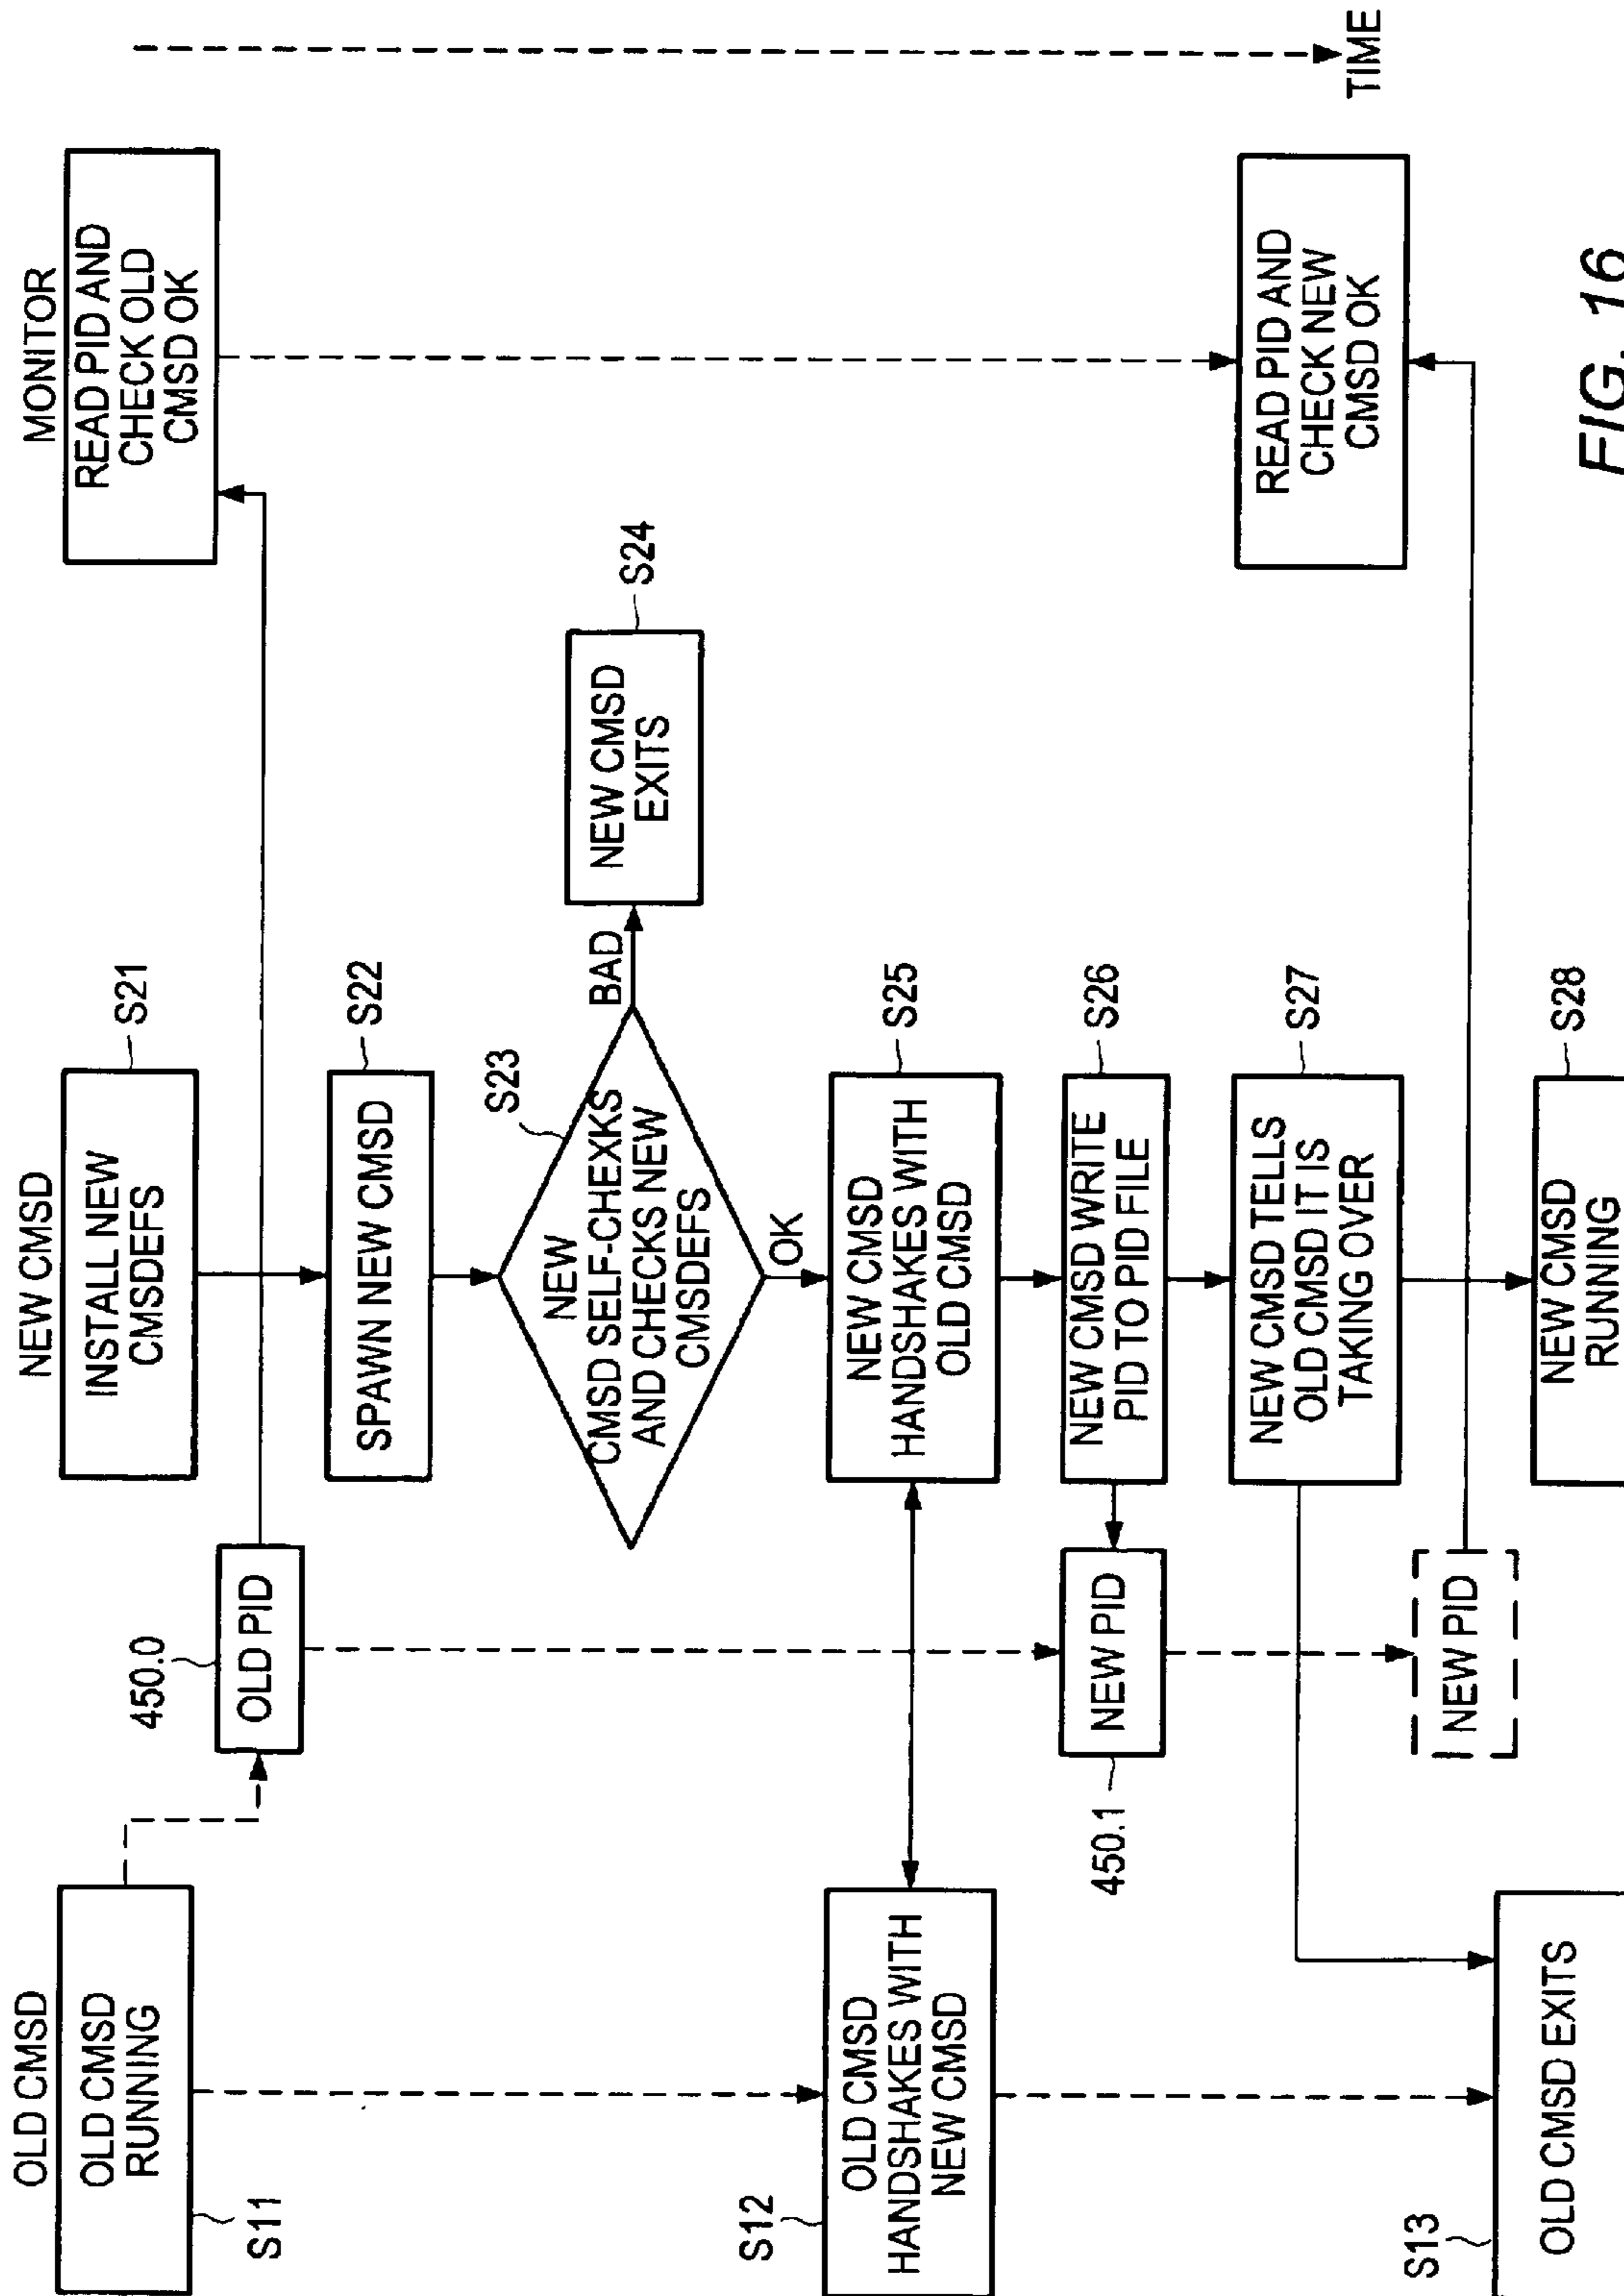 OLD CMSD
OLD CMSD
RUNNING
S11
450.0
OLD PID
NEW CMSD
INSTALL NEW
CMSDEFS
S21
MONITOR
READ PID AND
CHECK OLD
CMSD OK
SPAWN NEW CMSD
S22
S23
NEW
CMSD SELF-CHEXKS
AND CHECKS NEW
CMSDEFS
BAD
OK
NEW CMSD
EXITS
S24
S12
OLD CMSD
HANDSHAKES WITH
NEW CMSD
NEW CMSD
HANDSHAKES WITH
OLD CMSD
S25
450.1
NEW PID
NEW CMSD WRITE
PID TO PID FILE
S26
NEW CMSD TELLS
OLD CMSD IT IS
TAKING OVER
S27
READ PID AND
CHECK NEW
CMSD OK
TIME
NEW PID
S13
OLD CMSD EXITS
NEW CMSD
RUNNING
S28
FIG. 16